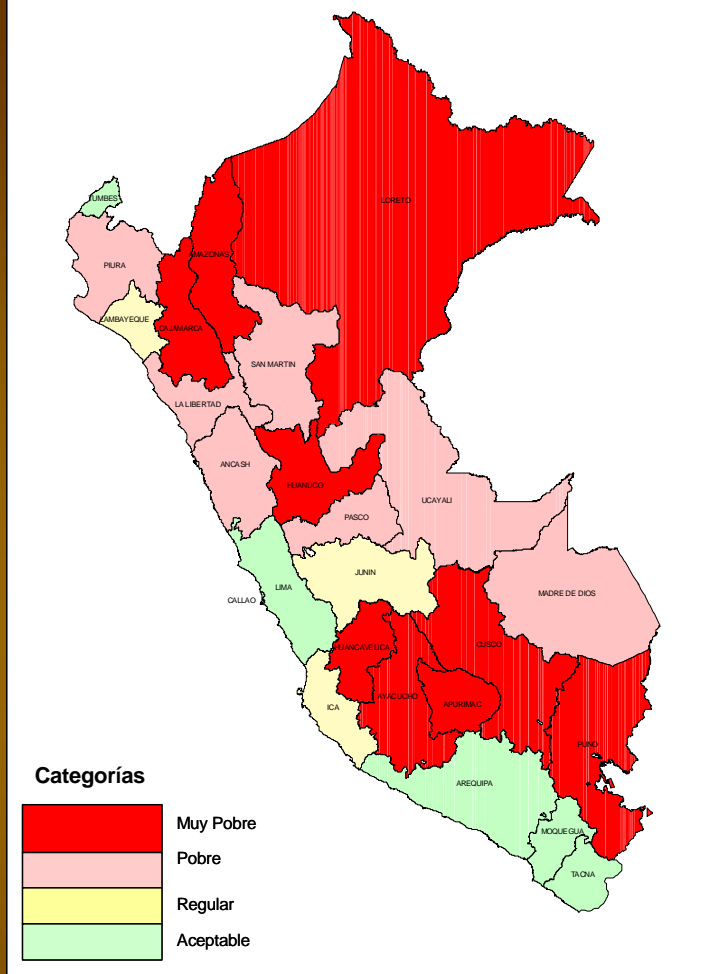 LORETO
TUMBES
AMAZONAS
PIURA
LAMBAYEQUE
CAJAMARCA
SAN MARTIN
LA LIBERTAD
ANCASH
HUANUCO
UCAYALI
PASCO
JUNIN
LIMA
MADRE DE DIOS
CALLAO
CUSCO
HUANCAVELICA
AYACUCHO
APURIMAC
ICA
PUNO
AREQUIPA
MOQUEGUA
TACNA
Categorías
Muy Pobre
Pobre
Regular
Aceptable